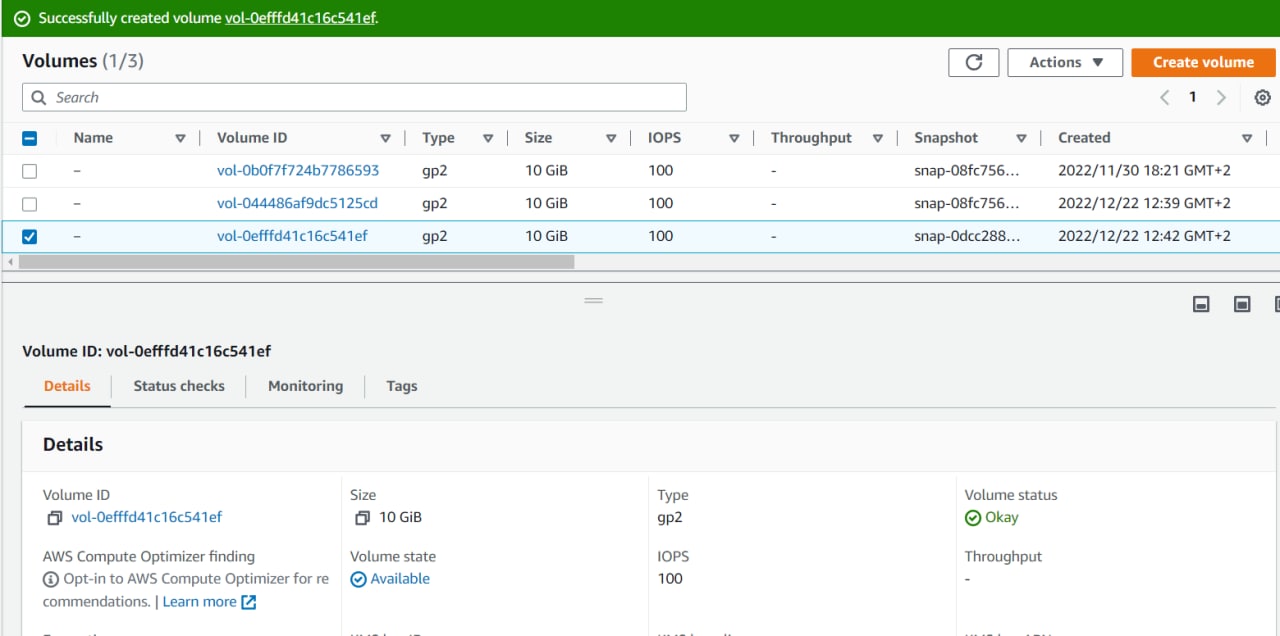 Successfully created volume vol-0efffd41c16c541ef.
Volumes (1/3)
Actions
Create volume
Search
1
Name Volume ID Type Size IOPS Throughput Snapshot Created
– vol-0b0f7f724b7786593 gp2 10 GiB 100 - snap-08fc756... 2022/11/30 18:21 GMT+2
– vol-044486af9dc5125cd gp2 10 GiB 100 - snap-08fc756... 2022/12/22 12:39 GMT+2
– vol-0efffd41c16c541ef gp2 10 GiB 100 - snap-0dcc288... 2022/12/22 12:42 GMT+2
Volume ID: vol-0efffd41c16c541ef
Details Status checks Monitoring Tags
Details
Volume ID Size Type Volume status
vol-0efffd41c16c541ef 10 GiB gp2 Okay
AWS Compute Optimizer finding Volume state IOPS Throughput
Opt-in to AWS Compute Optimizer for re Available 100 -
commendations. | Learn more